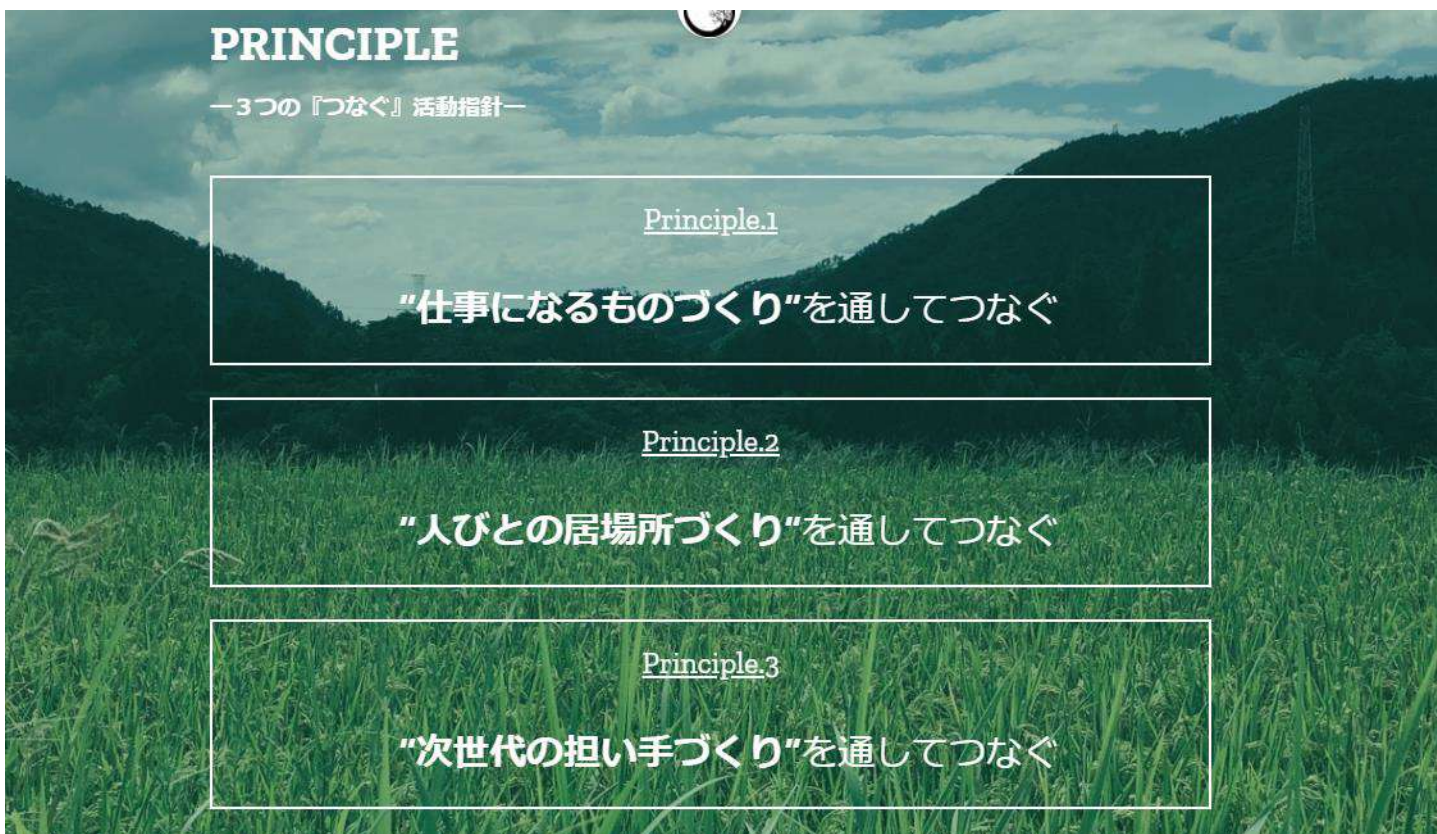 PRINCIPLE
ー３つの『つなぐ』活動指針ー
Principle.1
"仕事になるものづくり"を通してつなぐ
Principle.2
"人びとの居場所づくり"を通してつなぐ
Principle.3
"次世代の担い手づくり"を通してつなぐ